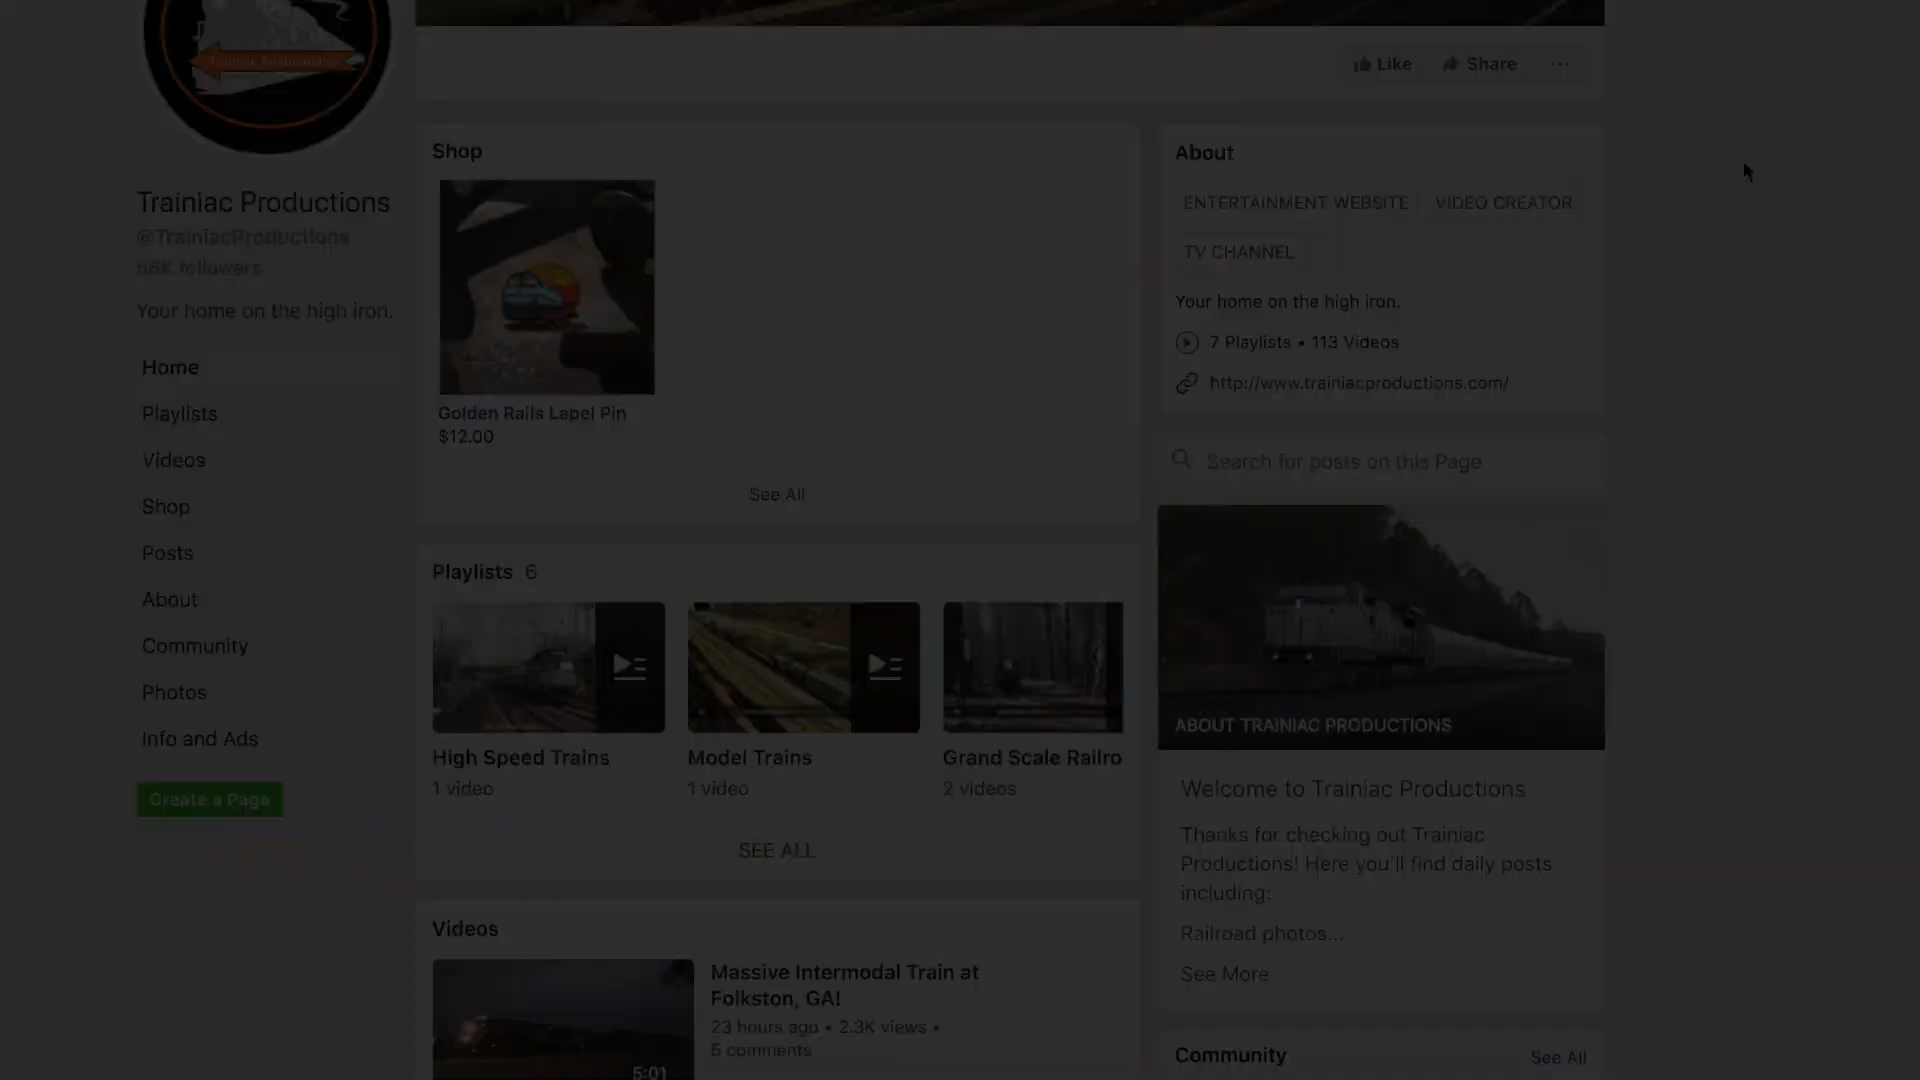 Trainiac Productions
Like
Share
Trainiac Productions
@TrainiacProductions
56K followers
Your home on the high iron.
Home
Playlists
Videos
Shop
Posts
About
Community
Photos
Info and Ads
Create a Page
Shop
Golden Rails Lapel Pin
$12.00
See All
Playlists 6
High Speed Trains
1 video
Model Trains
1 video
Grand Scale Railro
2 videos
SEE ALL
Videos
5:01
Massive Intermodal Train at
Folkston, GA!
23 hours ago • 2.3K views •
5 comments
About
ENTERTAINMENT WEBSITE
VIDEO CREATOR
TV CHANNEL
Your home on the high iron.
7 Playlists • 113 Videos
http://www.trainiacproductions.com/
Search for posts on this Page
ABOUT TRAINIAC PRODUCTIONS
Welcome to Trainiac Productions
Thanks for checking out Trainiac
Productions! Here you'll find daily posts
including:
Railroad photos...
See More
Community
See All